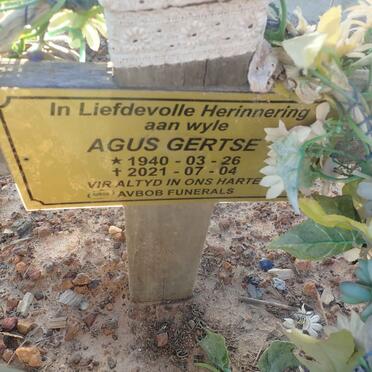 In Liefdevolle Herinnering
aan wyle
AGUS GERTSE
★ 1940 - 03 - 26
✝ 2021 - 07 - 04
VIR ALTYD IN ONS HARTE
AVBOB FUNERALS